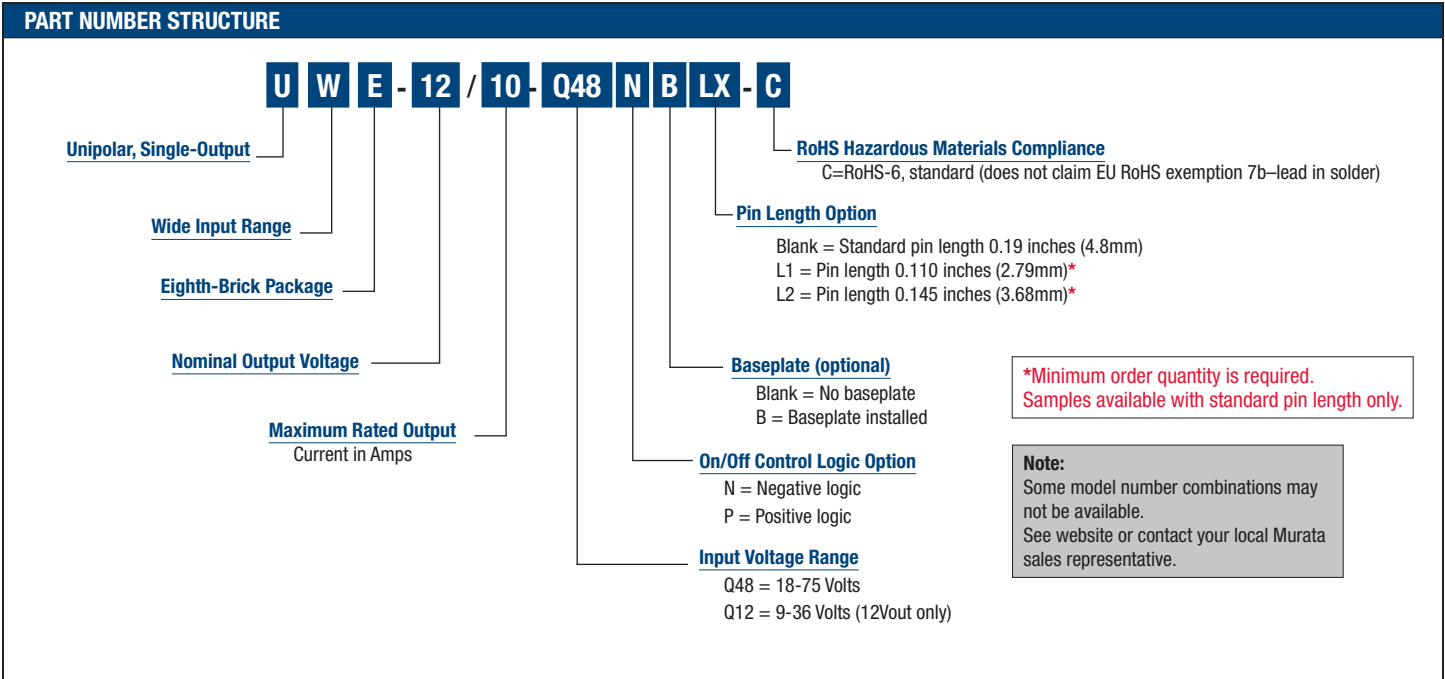 PART NUMBER STRUCTURE
U W E - 12 / 10 - Q48 N B LX - C
Unipolar, Single-Output
RoHS Hazardous Materials Compliance
C=RoHS-6, standard (does not claim EU RoHS exemption 7b–lead in solder)
Wide Input Range
Pin Length Option
Blank = Standard pin length 0.19 inches (4.8mm)
L1 = Pin length 0.110 inches (2.79mm)*
L2 = Pin length 0.145 inches (3.68mm)*
Eighth-Brick Package
Nominal Output Voltage
Baseplate (optional)
Blank = No baseplate
B = Baseplate installed
*Minimum order quantity is required.
Samples available with standard pin length only.
Maximum Rated Output
Current in Amps
On/Off Control Logic Option
N = Negative logic
P = Positive logic
Note:
Some model number combinations may
not be available.
See website or contact your local Murata
sales representative.
Input Voltage Range
Q48 = 18-75 Volts
Q12 = 9-36 Volts (12Vout only)